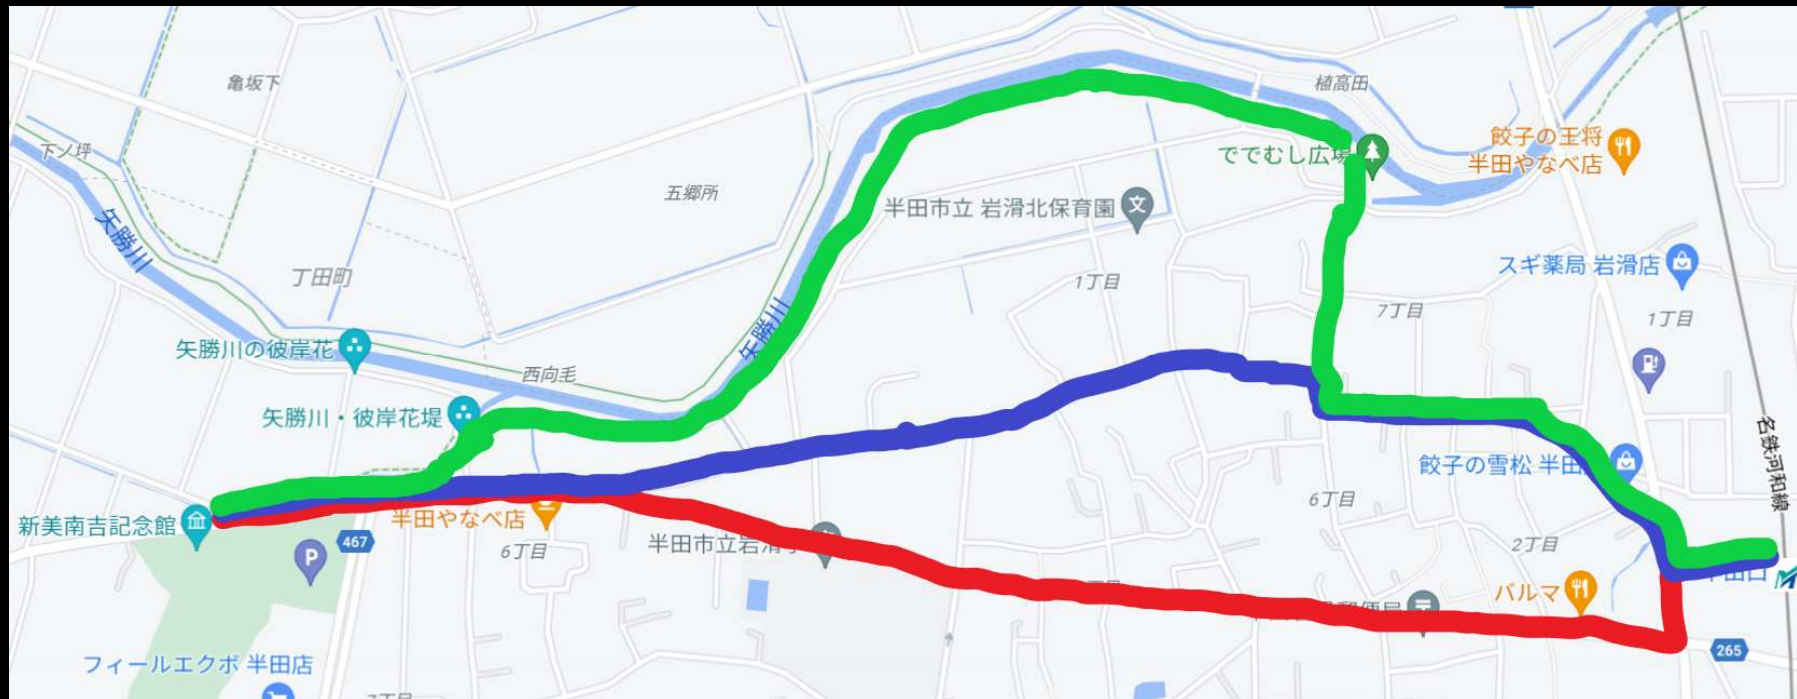 亀坂下
植高田
餃子の王将
半田やなべ店
下ノ坪
ででむし広場
五郷所
半田市立 岩滑北保育園
文
矢勝川
スギ薬局 岩滑店
丁田町
1丁目
7丁目
1丁目
矢勝川
矢勝川の彼岸花
西向毛
矢勝川・彼岸花堤
名鉄河和線
餃子の雪松 半田
6丁目
新美南吉記念館
半田やなべ店
467
P
6丁目
半田市立岩滑
2丁目
バルマ
265
フィールエクボ 半田店
7丁目